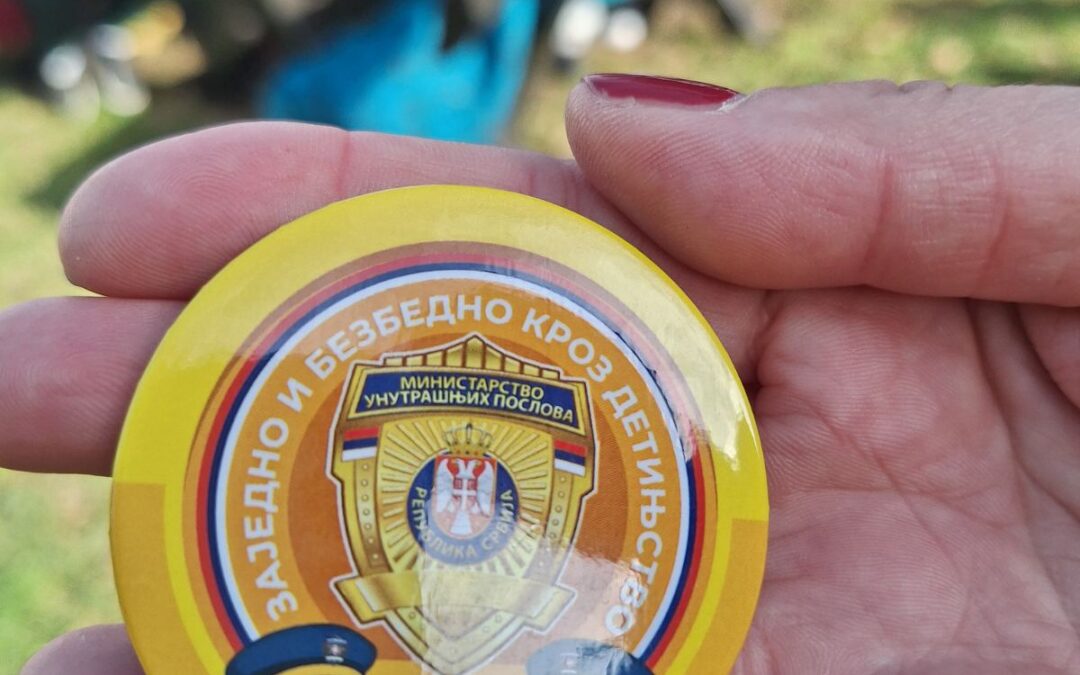 ЗАЈЕДНО И БЕЗБЕДНО КРОЗ ДЕТИЊСТВО
МИНИСТАРСТВО
УНУТРАШЊИХ ПОСЛОВА
РЕПУБЛИКА СРБИЈА